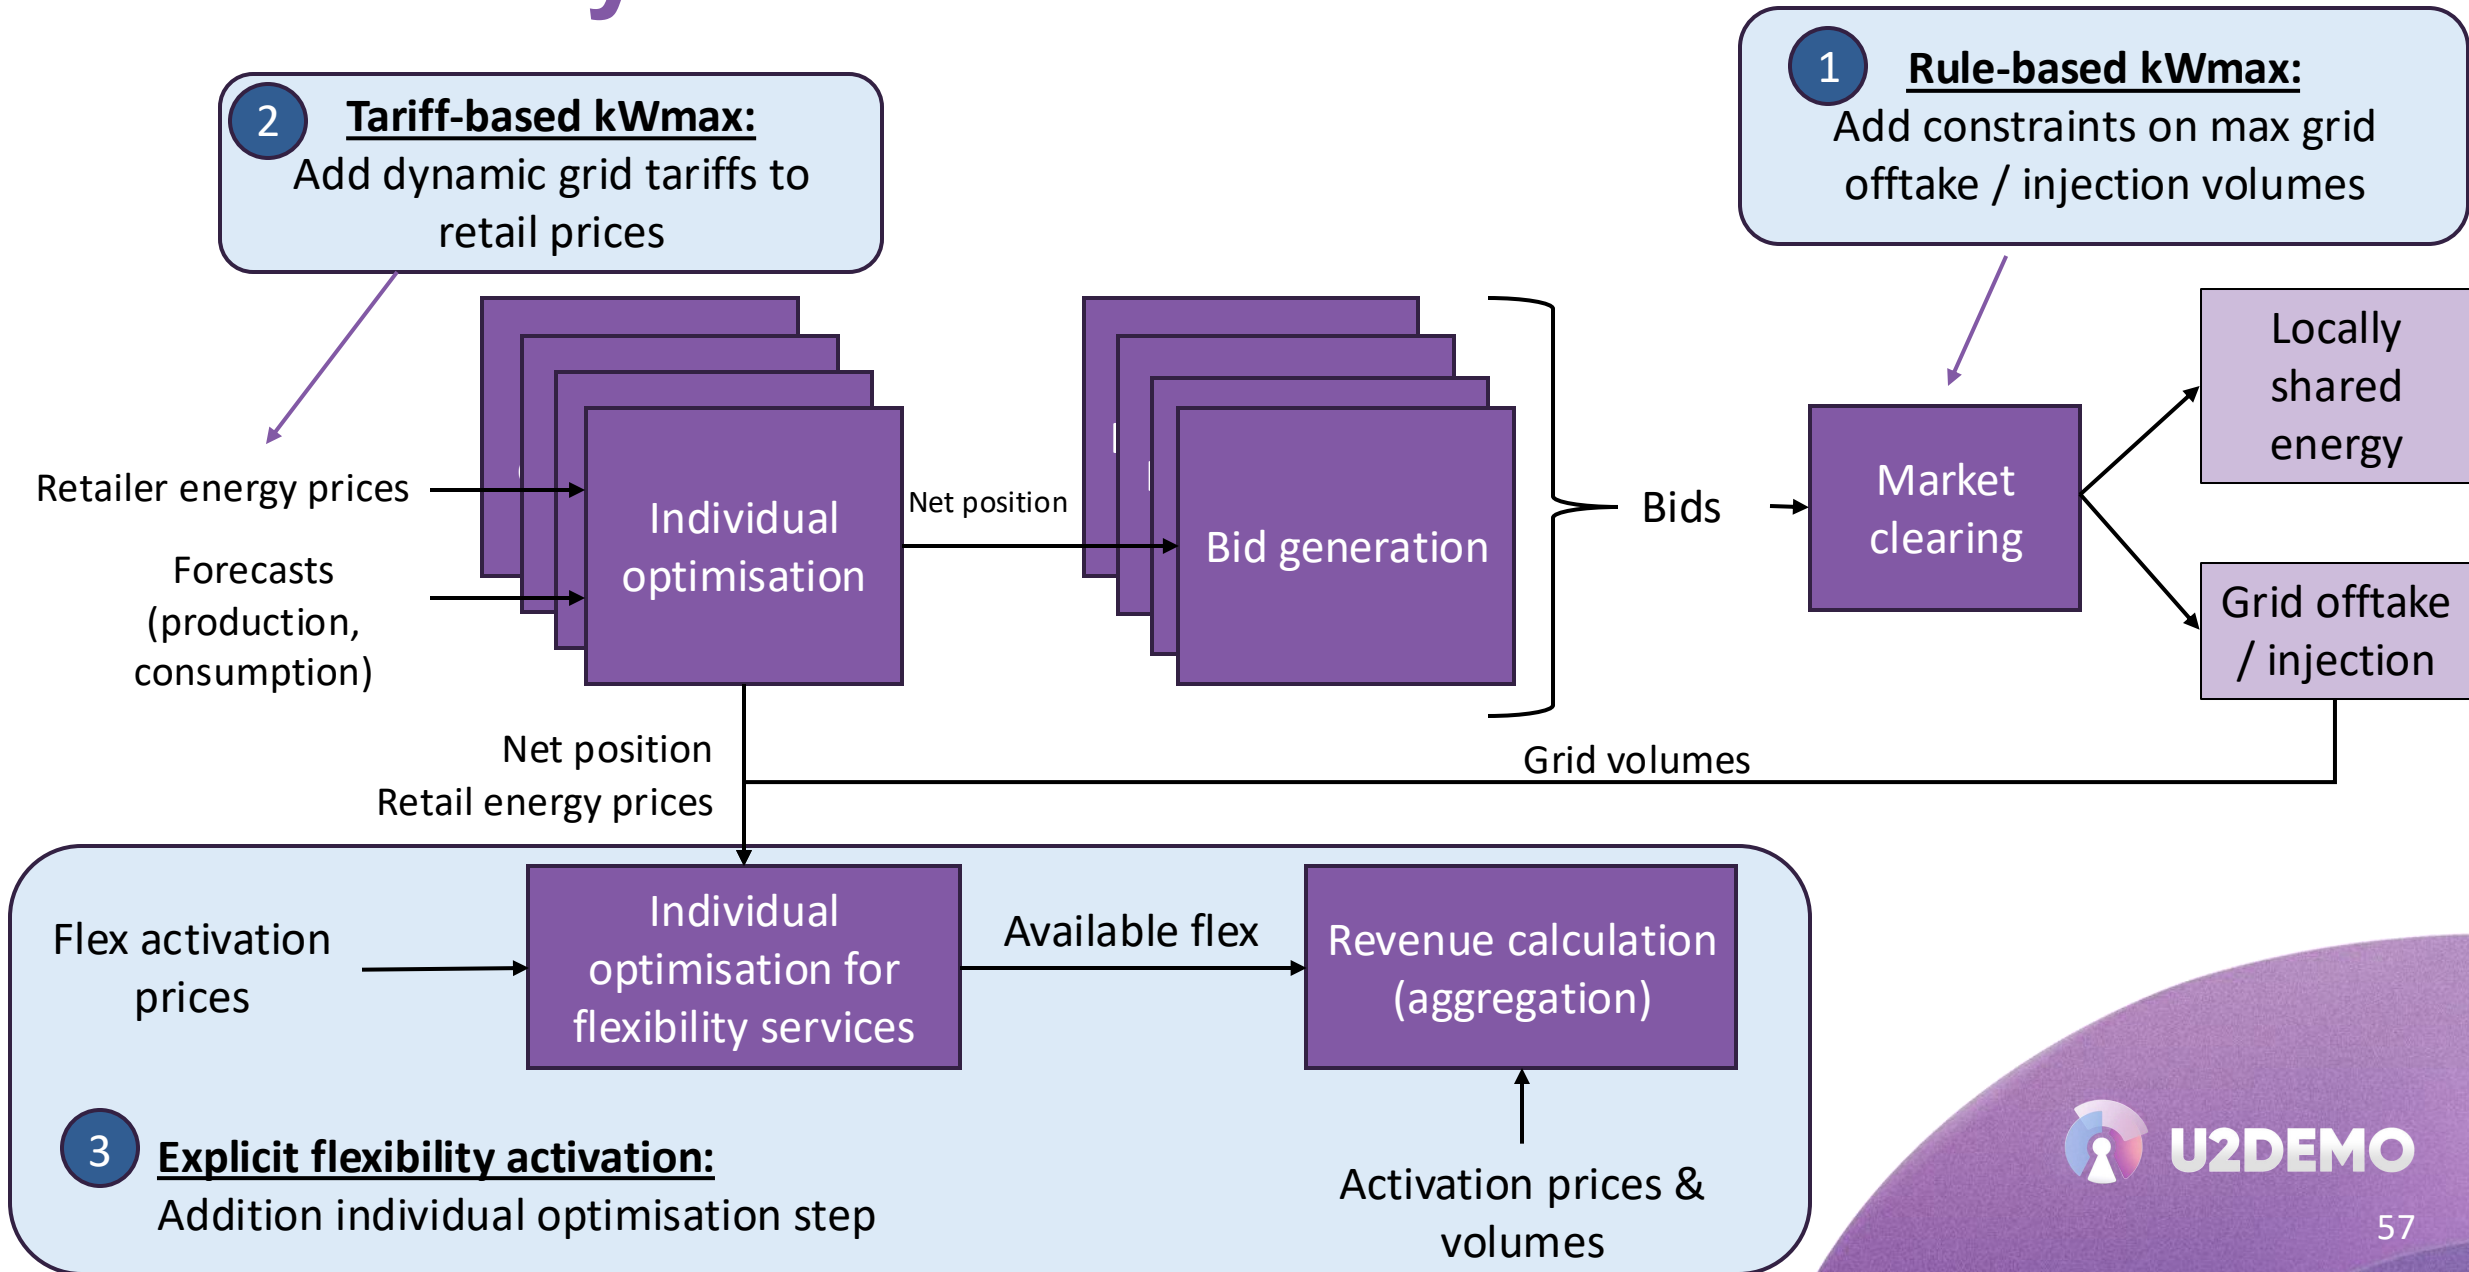 2
Tariff-based kWmax:
Add dynamic grid tariffs to
retail prices
1
Rule-based kWmax:
Add constraints on max grid
offtake / injection volumes
Retailer energy prices
Forecasts
(production,
consumption)
Individual
optimisation
Net position
Bid generation
Bids
Market
clearing
Locally
shared
energy
Grid offtake
/ injection
Net position
Retail energy prices
Grid volumes
Flex activation
prices
Individual
optimisation for
flexibility services
Available flex
Revenue calculation
(aggregation)
Activation prices &
volumes
3
Explicit flexibility activation:
Addition individual optimisation step
U2DEMO
57